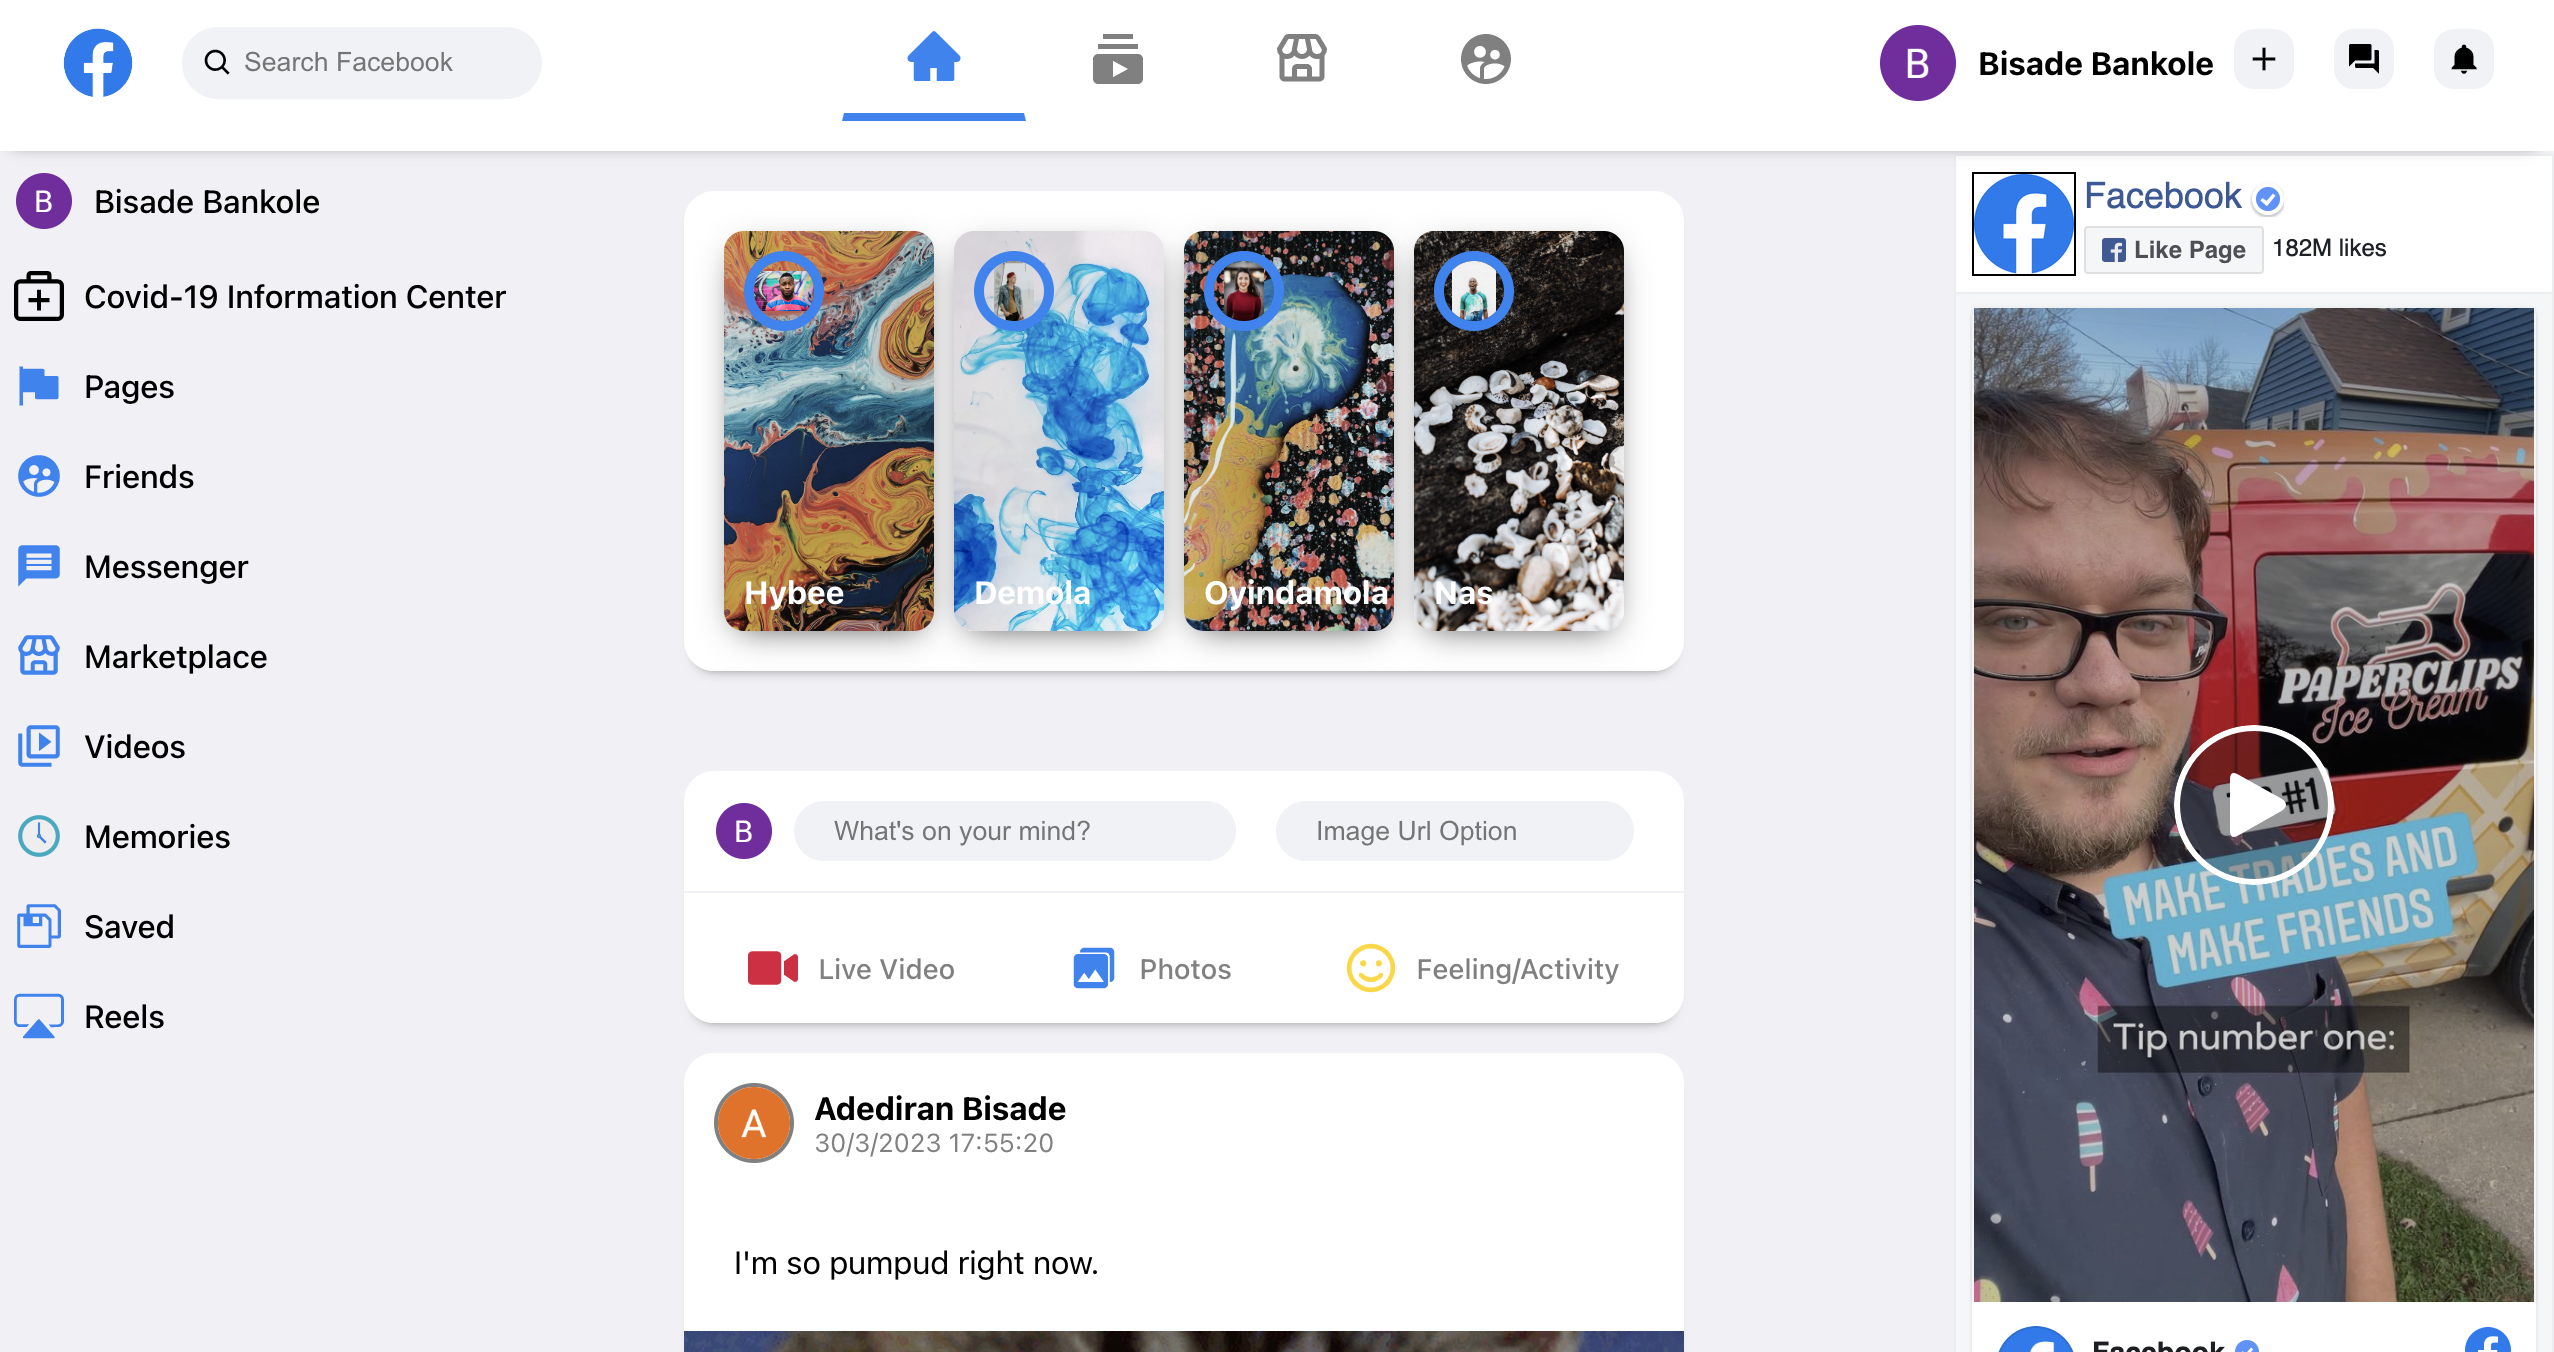 Search Facebook
B Bisade Bankole
B Bisade Bankole
Covid-19 Information Center
Pages
Friends
Messenger
Marketplace
Videos
Memories
Saved
Reels
Hybee
Demola
Oyindamola
Nas
B What's on your mind? Image Url Option
Live Video Photos Feeling/Activity
A Adediran Bisade
30/3/2023 17:55:20
I'm so pumpud right now.
Facebook
Like Page 182M likes
PAPERCLIPS
Ice Cream
#1
MAKE TRADES AND
MAKE FRIENDS
Tip number one:
Facebook